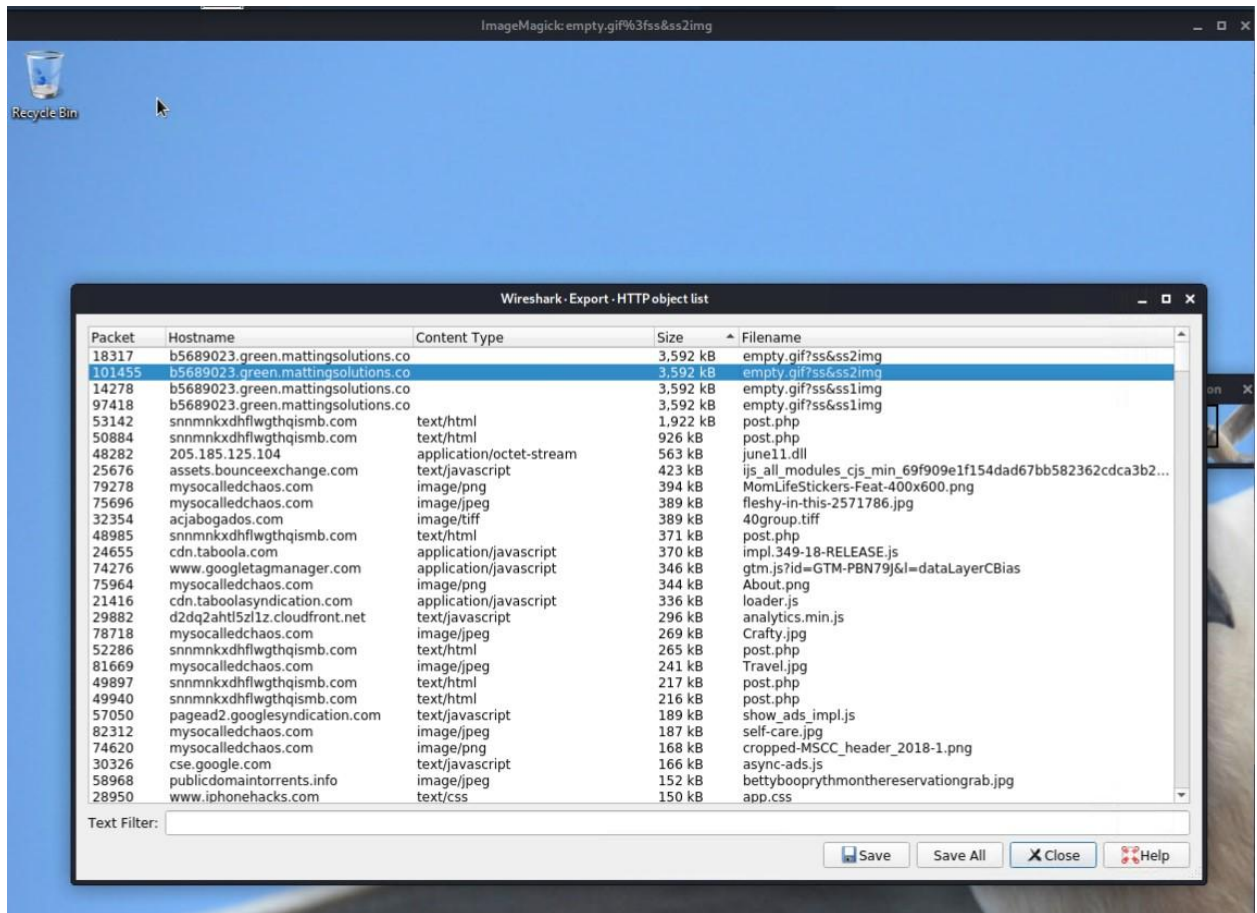 ImageMagick: empty.gif%3fss&ss2img
Recycle Bin
Wireshark · Export · HTTP object list
Packet Hostname Content Type Size Filename
18317 b5689023.green.mattingsolutions.co 3,592 kB empty.gif?ss&ss2img
101455 b5689023.green.mattingsolutions.co 3,592 kB empty.gif?ss&ss2img
14278 b5689023.green.mattingsolutions.co 3,592 kB empty.gif?ss&ss1img
97418 b5689023.green.mattingsolutions.co 3,592 kB empty.gif?ss&ss1img
53142 snnmnkxdhflwgthqismb.com text/html 1,922 kB post.php
50884 snnmnkxdhflwgthqismb.com text/html 926 kB post.php
48282 205.185.125.104 application/octet-stream 563 kB june11.dll
25676 assets.bounceexchange.com text/javascript 423 kB ijs_all_modules_cjs_min_69f909e1f154dad67bb582362cdca3b2...
79278 mysocalledchaos.com image/png 394 kB MomLifeStickers-Feat-400x600.png
75696 mysocalledchaos.com image/jpeg 389 kB fleshy-in-this-2571786.jpg
32354 acjabogados.com image/tiff 389 kB 40group.tiff
48985 snnmnkxdhflwgthqismb.com text/html 371 kB post.php
24655 cdn.taboola.com application/javascript 370 kB impl.349-18-RELEASE.js
74276 www.googletagmanager.com application/javascript 346 kB gtm.js?id=GTM-PBN79J&l=dataLayerCBias
75964 mysocalledchaos.com image/png 344 kB About.png
21416 cdn.taboolasyndication.com application/javascript 336 kB loader.js
29882 d2dq2ahtl5zl1z.cloudfront.net text/javascript 296 kB analytics.min.js
78718 mysocalledchaos.com image/jpeg 269 kB Crafty.jpg
52286 snnmnkxdhflwgthqismb.com text/html 265 kB post.php
81669 mysocalledchaos.com image/jpeg 241 kB Travel.jpg
49897 snnmnkxdhflwgthqismb.com text/html 217 kB post.php
49940 snnmnkxdhflwgthqismb.com text/html 216 kB post.php
57050 pagead2.googlesyndication.com text/javascript 189 kB show_ads_impl.js
82312 mysocalledchaos.com image/jpeg 187 kB self-care.jpg
74620 mysocalledchaos.com image/png 168 kB cropped-MSCC_header_2018-1.png
30326 cse.google.com text/javascript 166 kB async-ads.js
58968 publicdomaintorrents.info image/jpeg 152 kB bettybooprythmonthereservationgrab.jpg
28950 www.iphonehacks.com text/css 150 kB app.css
Text Filter:
Save Save All Close Help